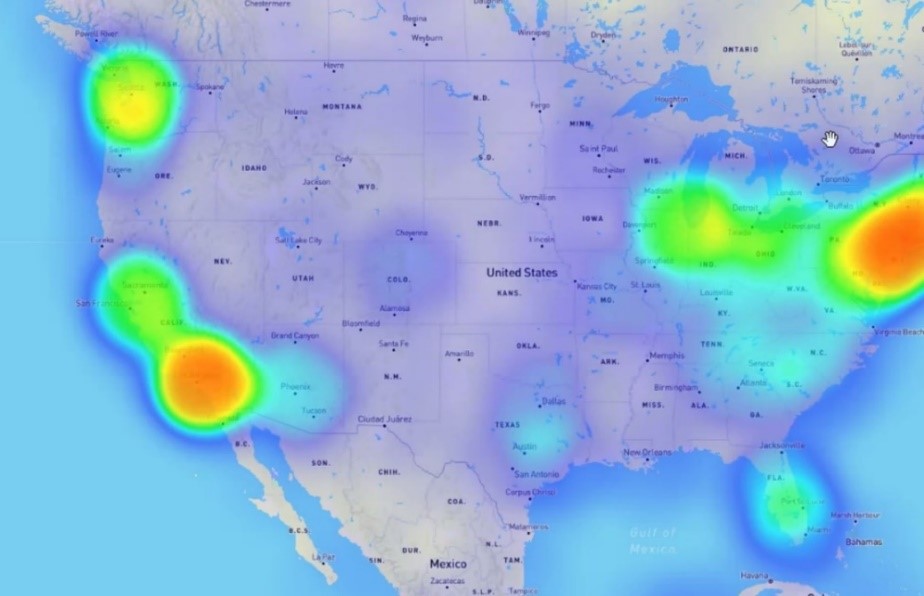 Chestermere
Regina
Winnipeg
Dryden
Powell River
Weyburn
ONTARIO
Havre
Temiskaming
Shores
WASH.
Spokane
Helena
MONTANA
N.D.
Fargo
Houghton
MINN.
Ottawa
Montreal
Salem
Eugene
ORE.
IDAHO
Cody
Jackson
WYO.
S.D.
Saint Paul
Rochester
WIS.
MICH.
Toronto
Vermillion
Madison
London
Buffalo
N.Y.
Eureka
Salt Lake City
Cheyenne
NEBR.
IOWA
Lincoln
Davenport
Detroit
Toledo
Cleveland
PA.
NEV.
UTAH
COLO.
United States
KANS.
Kansas City
MO.
Springfield
St. Louis
IND.
OHIO
Sacramento
San Francisco
CALIF.
Alamosa
Louisville
KY.
W.VA.
VA.
Virginia Beach
Grand Canyon
Bloomfield
Santa Fe
Amarillo
OKLA.
ARK.
Memphis
TENN.
N.C.
Phoenix
Tucson
N.M.
Dallas
Birmingham
Atlanta
Seneca
S.C.
MISS.
ALA.
GA.
Ciudad Juárez
TEXAS
Austin
B.C.
SON.
CHIH.
San Antonio
New Orleans
Jacksonville
Corpus Christi
COA.
FLA.
B.C.S.
Matamoros
Gulf of
Mexico
Miami
Marsh Harbour
Bahamas
La Paz
DUR.
N.L.
TAM.
Mexico
Zacatecas
S.L.P.
Havana